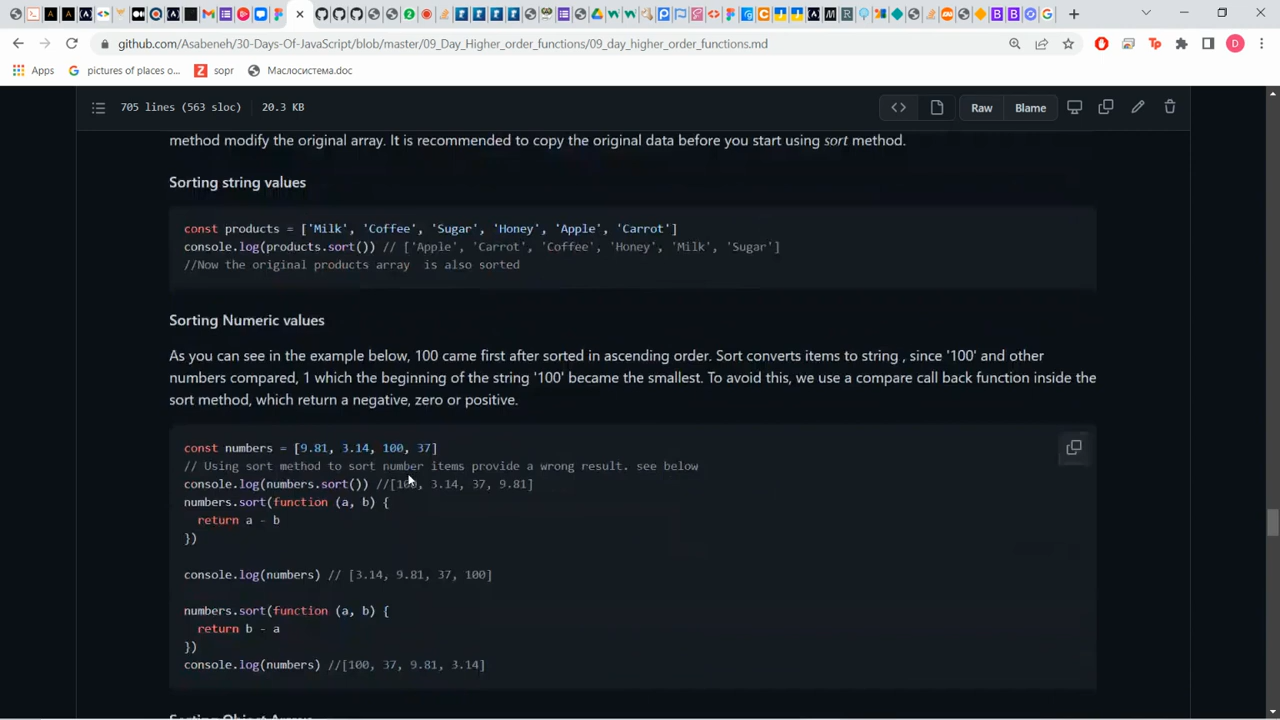 github.com/Asabeneh/30-Days-Of-JavaScript/blob/master/09_Day_Higher_order_functions/09_day_higher_order_functions.md
Apps pictures of places o... sopr Маслосистема.doc
705 lines (563 sloc) 20.3 KB Raw Blame
method modify the original array. It is recommended to copy the original data before you start using sort method.
Sorting string values
const products = ['Milk', 'Coffee', 'Sugar', 'Honey', 'Apple', 'Carrot']
console.log(products.sort()) // ['Apple', 'Carrot', 'Coffee', 'Honey', 'Milk', 'Sugar']
//Now the original products array  is also sorted
Sorting Numeric values
As you can see in the example below, 100 came first after sorted in ascending order. Sort converts items to string , since '100' and other
numbers compared, 1 which the beginning of the string '100' became the smallest. To avoid this, we use a compare call back function inside the
sort method, which return a negative, zero or positive.
const numbers = [9.81, 3.14, 100, 37]
// Using sort method to sort number items provide a wrong result. see below
console.log(numbers.sort()) //[100, 3.14, 37, 9.81]
numbers.sort(function (a, b) {
return a - b
})
console.log(numbers) // [3.14, 9.81, 37, 100]
numbers.sort(function (a, b) {
return b - a
})
console.log(numbers) //[100, 37, 9.81, 3.14]
Sorting Object Arrays